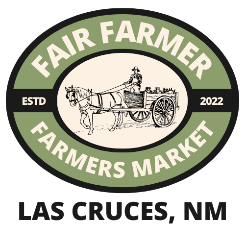 FAIR FARMER
ESTD
2022
FARMERS MARKET
LAS CRUCES, NM